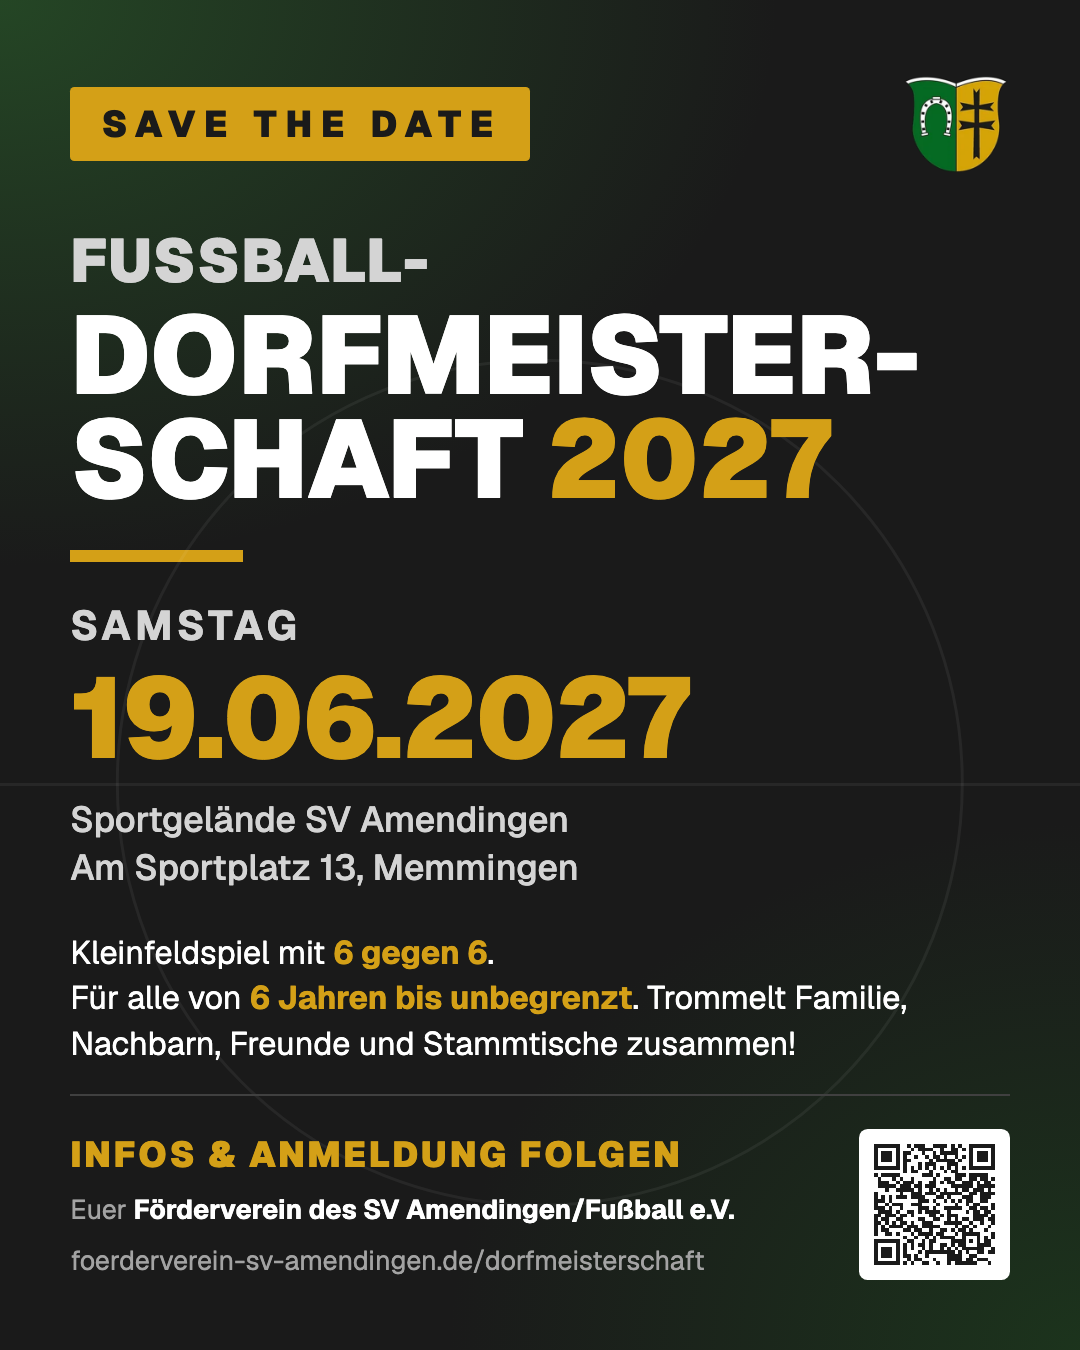 SAVE THE DATE
FUSSBALL-
DORFMEISTER-
SCHAFT 2027
SAMSTAG
19.06.2027
Sportgelände SV Amendingen
Am Sportplatz 13, Memmingen
Kleinfeldspiel mit 6 gegen 6.
Für alle von 6 Jahren bis unbegrenzt. Trommelt Familie,
Nachbarn, Freunde und Stammtische zusammen!
INFOS & ANMELDUNG FOLGEN
Euer Förderverein des SV Amendingen/Fußball e.V.
foerderverein-sv-amendingen.de/dorfmeisterschaft